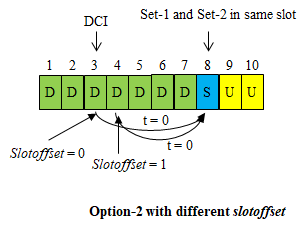 DCI Set-1 and Set-2 in same slot
1 2 3 4 5 6 7 8 9 10
D D D D D D D S U U
t = 0
Slotoffset = 0 t = 0
Slotoffset = 1
Option-2 with different slotoffset